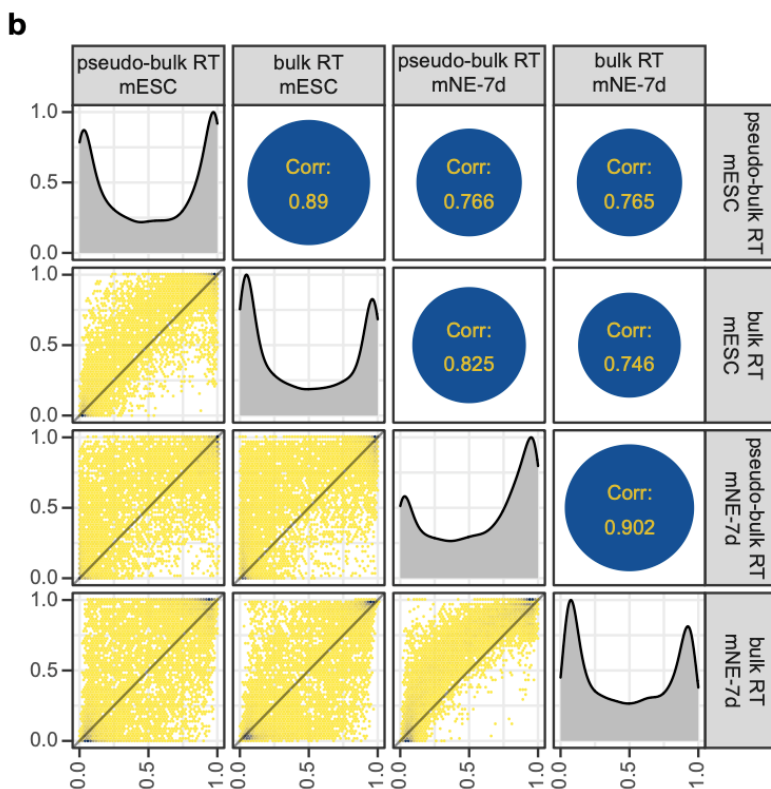 b
pseudo-bulk RT
mESC
bulk RT
mESC
pseudo-bulk RT
mNE-7d
bulk RT
mNE-7d
1.0
0.5
0.0
Corr:
0.89
Corr:
0.766
Corr:
0.765
pseudo-bulk RT
mESC
1.0
0.5
0.0
Corr:
0.825
Corr:
0.746
bulk RT
mESC
1.0
0.5
0.0
Corr:
0.902
pseudo-bulk RT
mNE-7d
1.0
0.5
0.0
bulk RT
mNE-7d
0.0
0.5
1.0
0.0
0.5
1.0
0.0
0.5
1.0
0.0
0.5
1.0